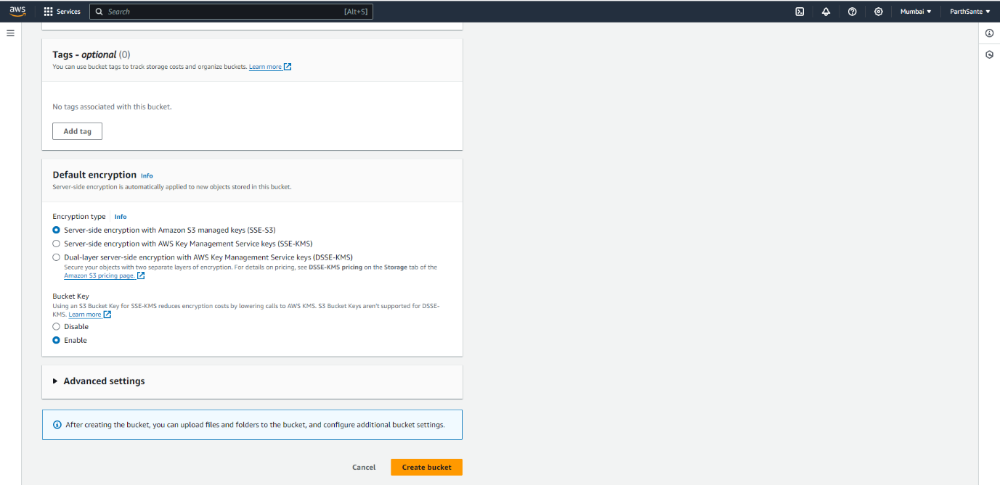 aws
Services
Search
[Alt+S]
Mumbai
ParthSante
Tags - optional (0)
You can use bucket tags to track storage costs and organize buckets. Learn more
No tags associated with this bucket.
Add tag
Default encryption Info
Server-side encryption is automatically applied to new objects stored in this bucket.
Encryption type Info
Server-side encryption with Amazon S3 managed keys (SSE-S3)
Server-side encryption with AWS Key Management Service keys (SSE-KMS)
Dual-layer server-side encryption with AWS Key Management Service keys (DSSE-KMS)
Secure your objects with two separate layers of encryption. For details on pricing, see DSSE-KMS pricing on the Storage tab of the
Amazon S3 pricing page.
Bucket Key
Using an S3 Bucket Key for SSE-KMS reduces encryption costs by lowering calls to AWS KMS. S3 Bucket Keys aren't supported for DSSE-
KMS. Learn more
Disable
Enable
Advanced settings
After creating the bucket, you can upload files and folders to the bucket, and configure additional bucket settings.
Cancel
Create bucket